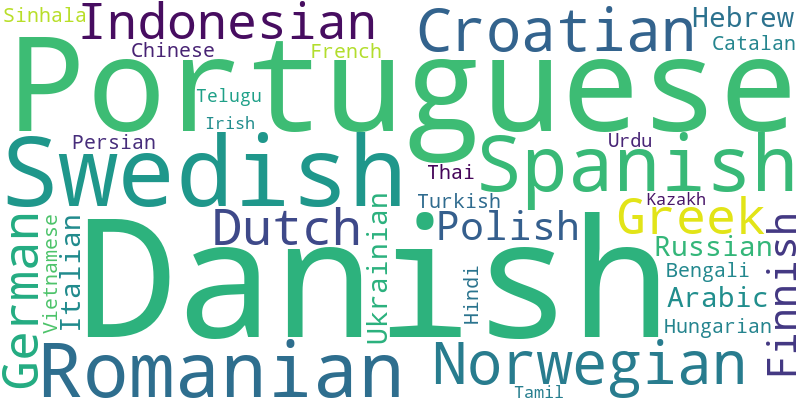 Sinhala
Indonesian
Croatian
Hebrew
Chinese
French
Catalan
Portuguese
Telugu
Irish
Persian
Urdu
Swedish
Thai
Spanish
Turkish
Kazakh
Dutch
Polish
Greek
German
Vietnamese
Italian
Danish
Ukrainian
Hindi
Russian
Bengali
Arabic
Hungarian
Finnish
Romanian
Norwegian
Tamil